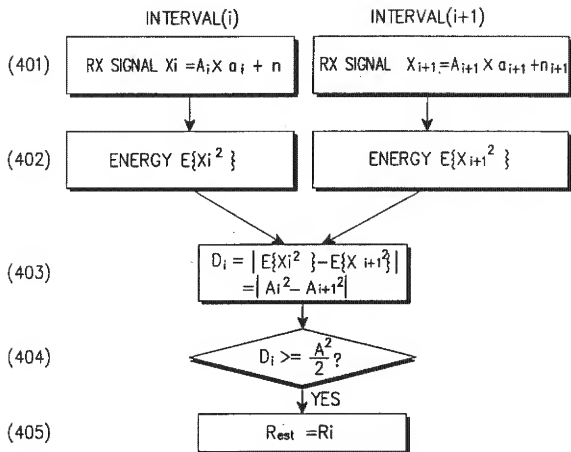 INTERVAL(i) INTERVAL(i+1)
(401) RX SIGNAL Xi =Ai× ai + n RX SIGNAL Xi+1=Ai+1× ai+1+ni+1
(402) ENERGY E{Xi² } ENERGY E{Xi+1² }
(403) Di = | E{Xi² }−E{X i+1²}|
=| Ai²− Ai+1²|
(404) Di >= A²/2 ?
YES
(405) Rest =Ri